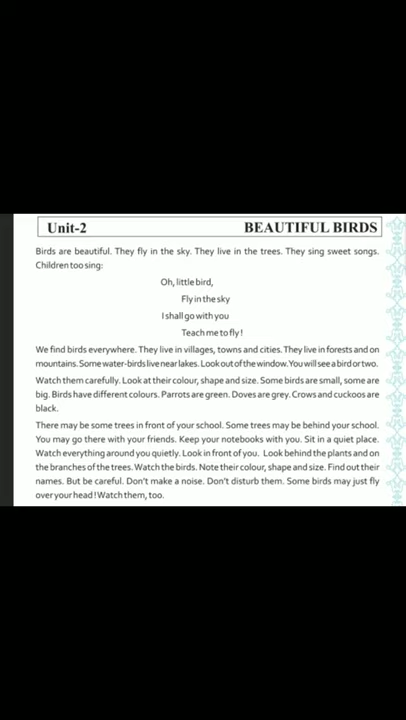 Unit-2 BEAUTIFUL BIRDS
Birds are beautiful. They fly in the sky. They live in the trees. They sing sweet songs.
Children too sing:
Oh, little bird,
Fly in the sky
I shall go with you
Teach me to fly !
We find birds everywhere. They live in villages, towns and cities. They live in forests and on
mountains. Some water-birds live near lakes. Look out of the window. You will see a bird or two.
Watch them carefully. Look at their colour, shape and size. Some birds are small, some are
big. Birds have different colours. Parrots are green. Doves are grey. Crows and cuckoos are
black.
There may be some trees in front of your school. Some trees may be behind your school.
You may go there with your friends. Keep your notebooks with you. Sit in a quiet place.
Watch everything around you quietly. Look in front of you. Look behind the plants and on
the branches of the trees. Watch the birds. Note their colour, shape and size. Find out their
names. But be careful. Don't make a noise. Don't disturb them. Some birds may just fly
over your head ! Watch them, too.